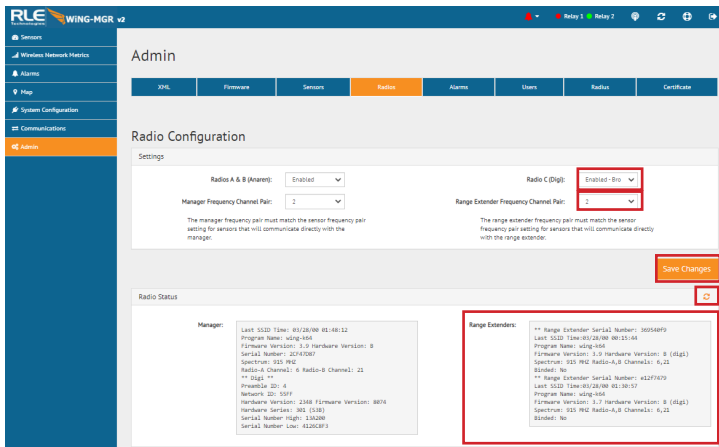 RLE WiNG-MGR v2
Technologies
Relay 1 Relay 2
Sensors
Wireless Network Metrics
Alarms
Map
System Configuration
Communications
Admin
Admin
XML Firmware Sensors Radios Alarms Users Radius Certificate
Radio Configuration
Settings
Radios A & B (Anaren): Enabled
Radio C (Digi): Enabled - Bro
Manager Frequency Channel Pair: 2
Range Extender Frequency Channel Pair: 2
The manager frequency pair must match the sensor frequency pair
setting for sensors that will communicate directly with the
manager.
The range extender frequency pair must match the sensor
frequency pair setting for sensors that will communicate directly
with the range extender.
Save Changes
Radio Status
Manager:
Last SSID Time: 03/28/00 01:48:12
Program Name: wing-k64
Firmware Version: 3.9 Hardware Version: B
Serial Number: 2CF47D87
Spectrum: 915 MHZ
Radio-A Channel: 6 Radio-B Channel: 21
** Digi **
Preamble ID: 4
Network ID: 55FF
Hardware Version: 2348 Firmware Version: 8074
Hardware Series: 301 (S3B)
Serial Number High: 13A200
Serial Number Low: 4126CBF3
Range Extenders:
** Range Extender Serial Number: 369540F9
Last SSID Time:03/28/00 00:15:44
Program Name: wing-k64
Firmware Version: 3.9 Hardware Version: B (digi)
Spectrum: 915 MHZ Radio-A,B Channels: 6,21
Binded: No
** Range Extender Serial Number: e12f7479
Last SSID Time:03/28/00 01:30:57
Program Name: wing-k64
Firmware Version: 3.7 Hardware Version: B (digi)
Spectrum: 915 MHZ Radio-A,B Channels: 6,21
Binded: No